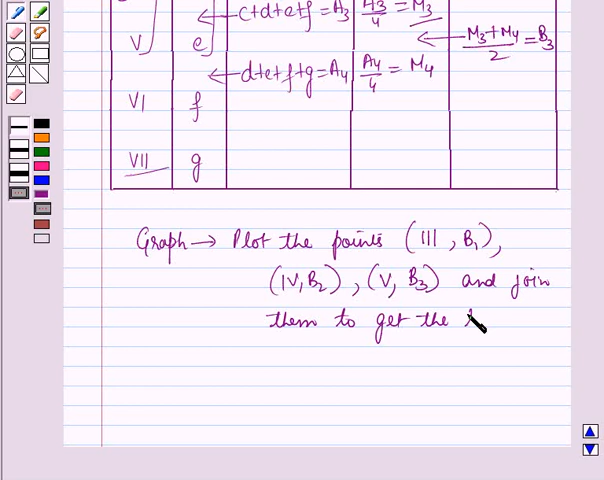 c+d+e+f=A3 A3/4 = M3
V e M3+M4/2 = B3
d+e+f+g=A4 A4/4 = M4
VI f
VII g
Graph → Plot the points (III, B1),
(IV, B2), (V, B3) and join
them to get the